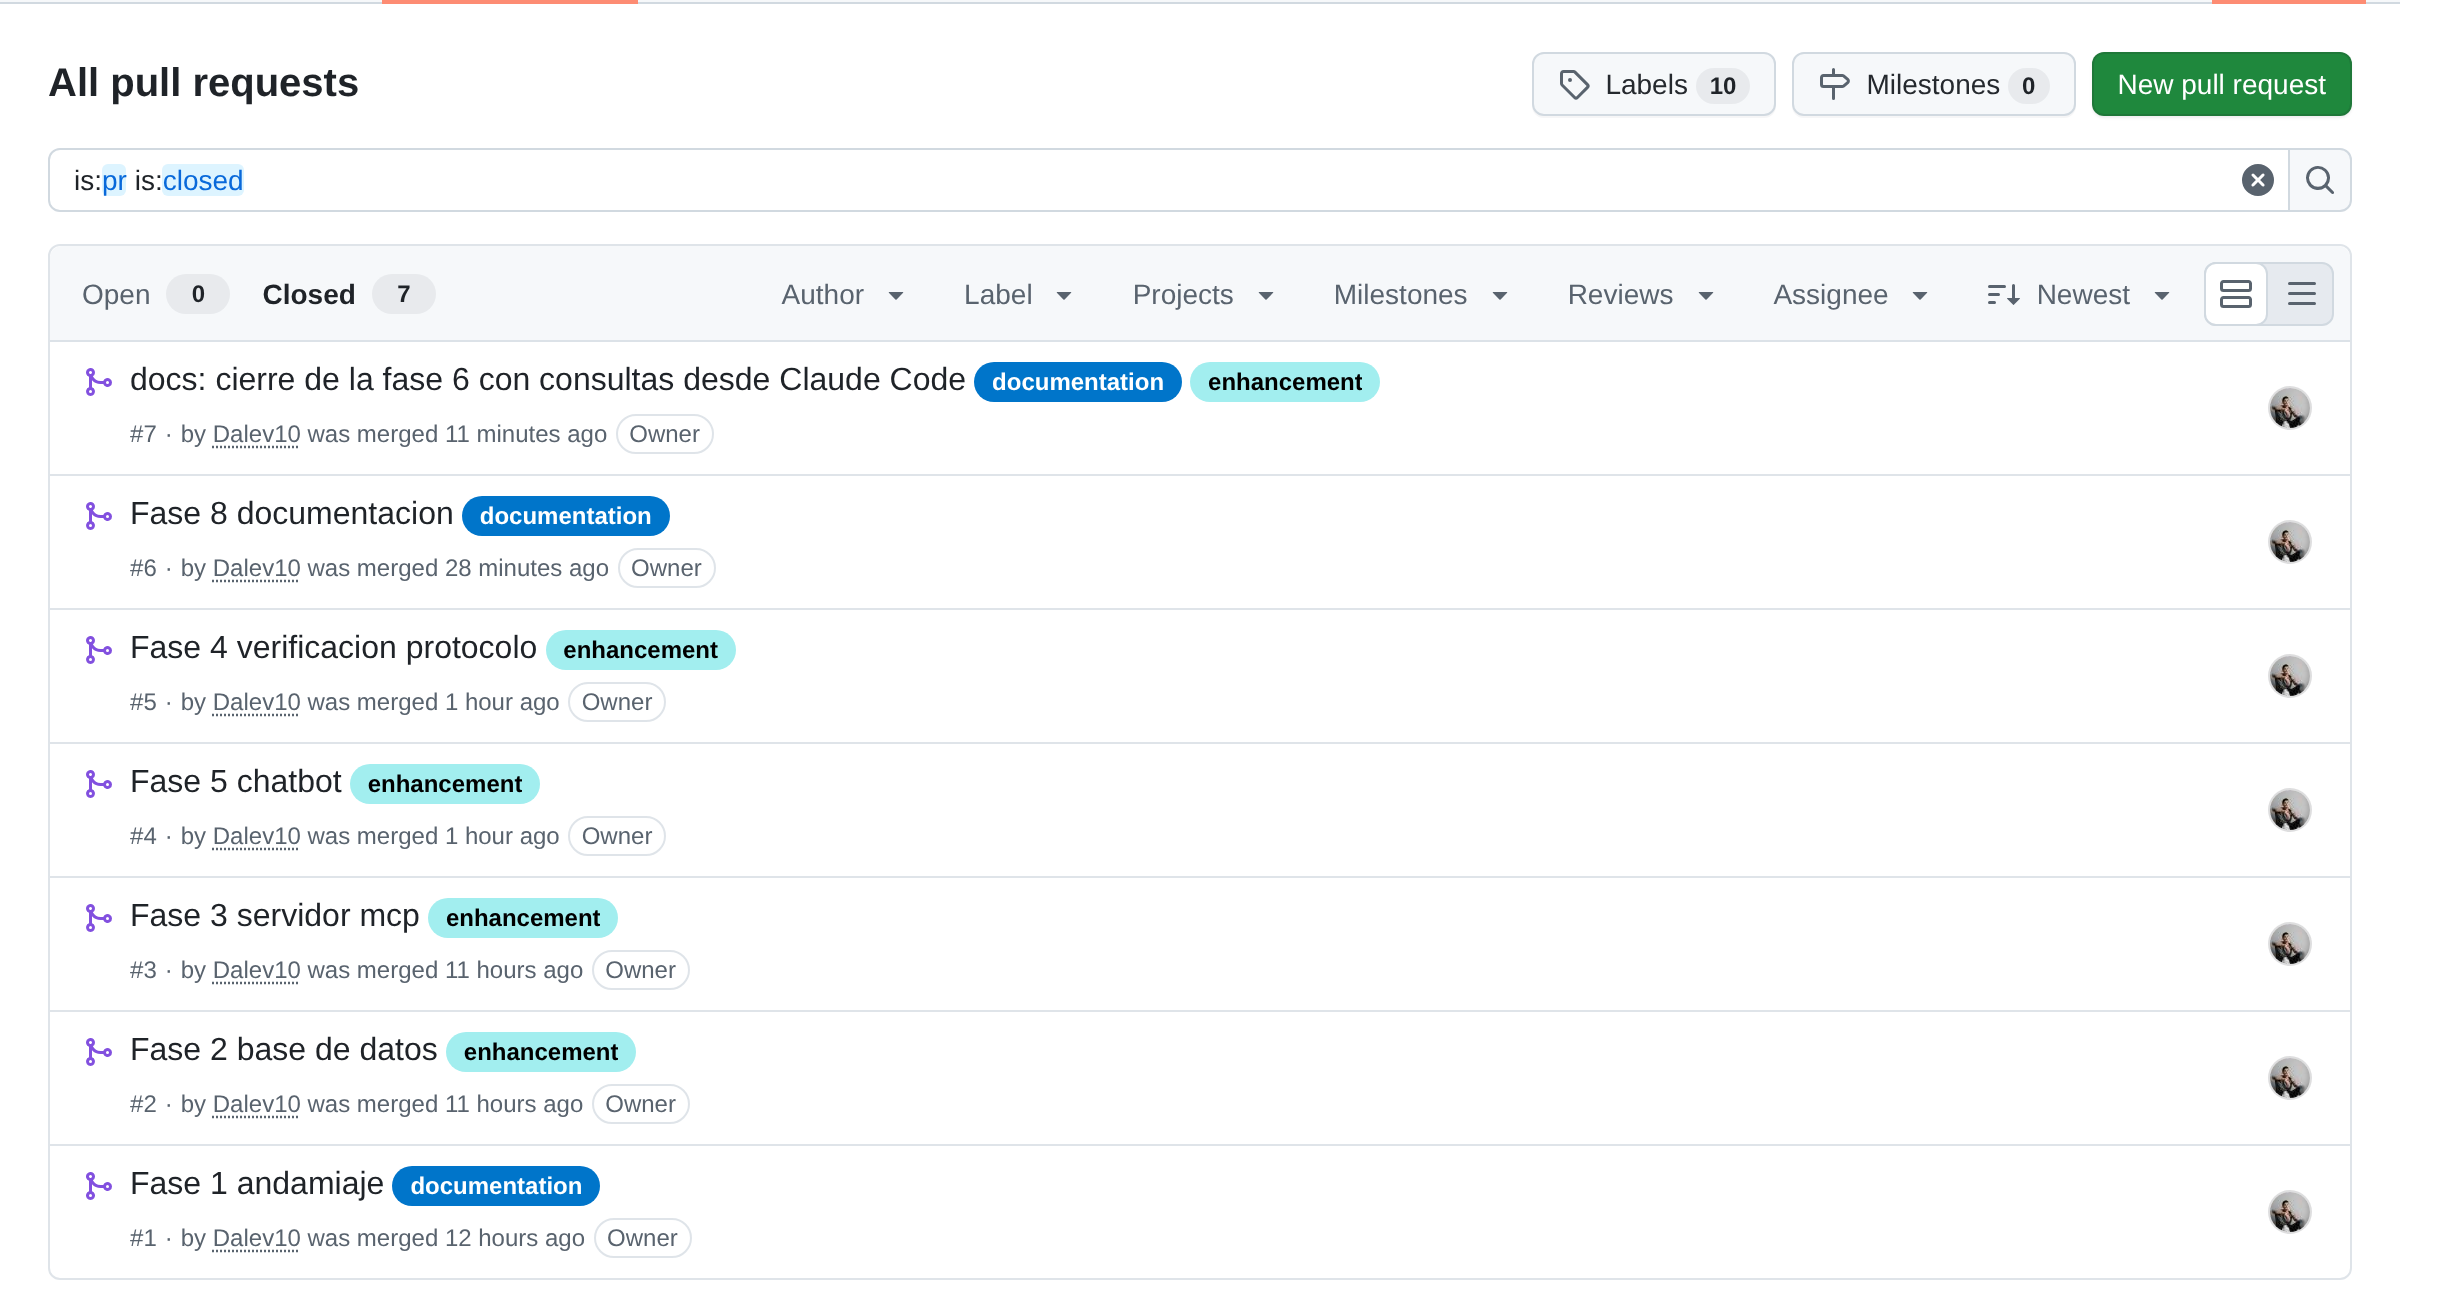 All pull requests
Labels 10
Milestones 0
New pull request
is:pr is:closed
Open 0 Closed 7 Author Label Projects Milestones Reviews Assignee Newest
docs: cierre de la fase 6 con consultas desde Claude Code documentation enhancement
#7 · by Dalev10 was merged 11 minutes ago Owner
Fase 8 documentacion documentation
#6 · by Dalev10 was merged 28 minutes ago Owner
Fase 4 verificacion protocolo enhancement
#5 · by Dalev10 was merged 1 hour ago Owner
Fase 5 chatbot enhancement
#4 · by Dalev10 was merged 1 hour ago Owner
Fase 3 servidor mcp enhancement
#3 · by Dalev10 was merged 11 hours ago Owner
Fase 2 base de datos enhancement
#2 · by Dalev10 was merged 11 hours ago Owner
Fase 1 andamiaje documentation
#1 · by Dalev10 was merged 12 hours ago Owner